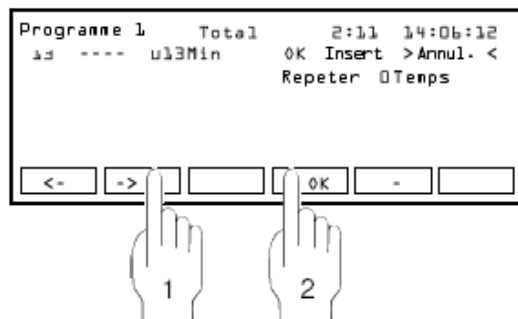 Programme 1 Total 2:11 14:06:12
13 ---- u13Min OK Insert >Annul. <
Repeter 0Temps
<- -> OK -
1 2